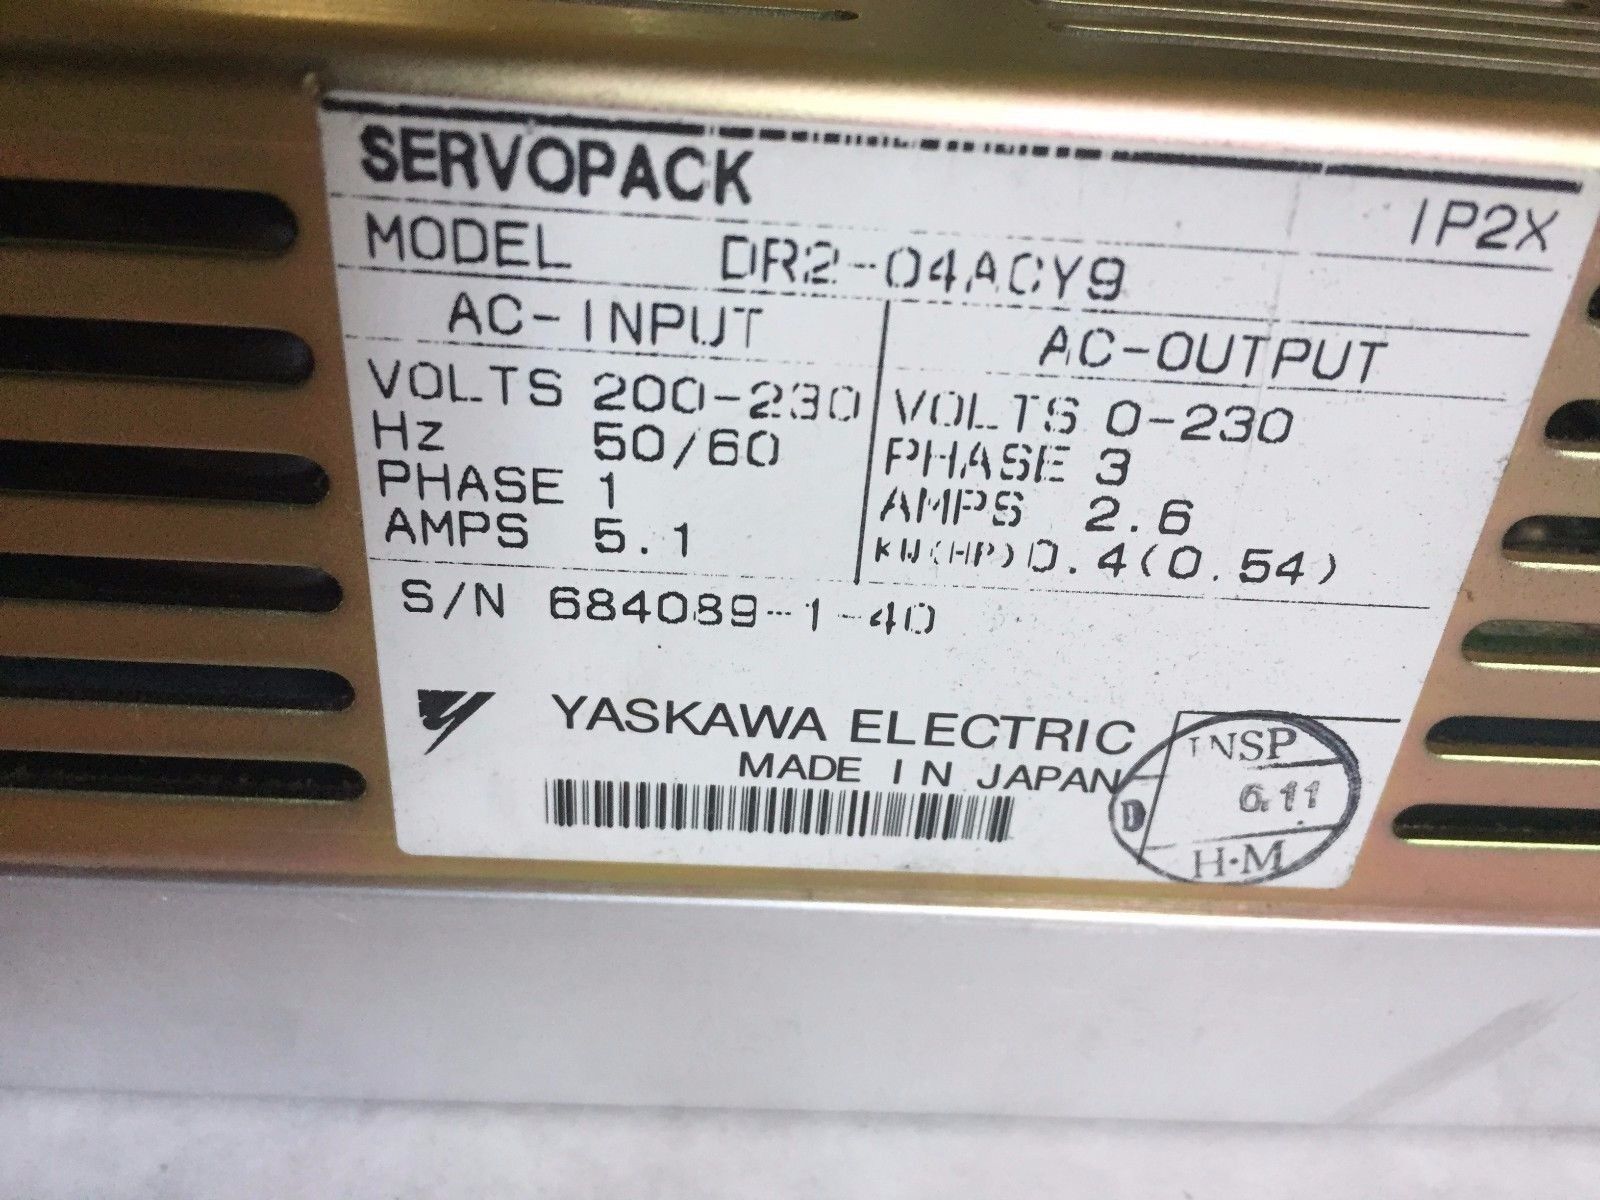 SERVOPACK
IP2X
MODEL DR2-04ACY9
AC-INPUT
VOLTS 200-230
Hz 50/60
PHASE 1
AMPS 5.1
AC-OUTPUT
VOLTS 0-230
PHASE 3
AMPS 2.6
KW(HP) 0.4(0.54)
S/N 684089-1-40
YASKAWA ELECTRIC
MADE IN JAPAN
INSP
D 6.11
H·M